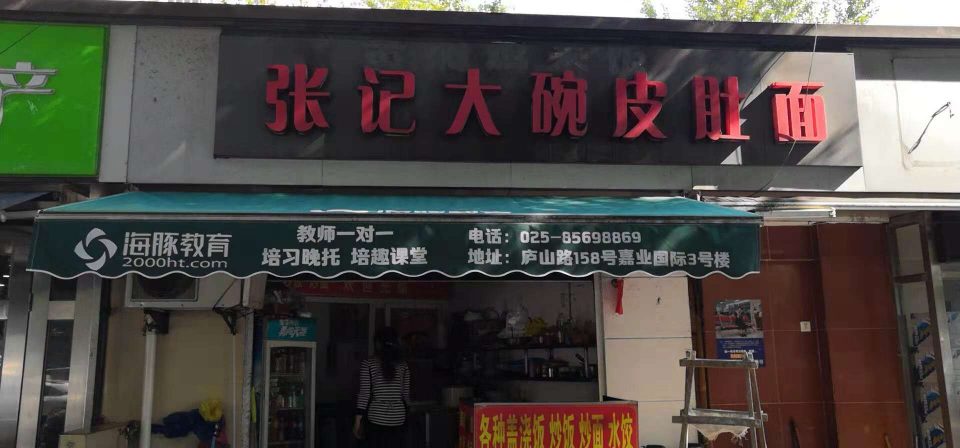 产
张记大碗皮肚面
海豚教育
2000ht.com
教师一对一
培习晚托 培趣课堂
电话：025-85698869
地址：庐山路158号嘉业国际3号楼
各种盖浇饭 炒饭 炒面 水饺